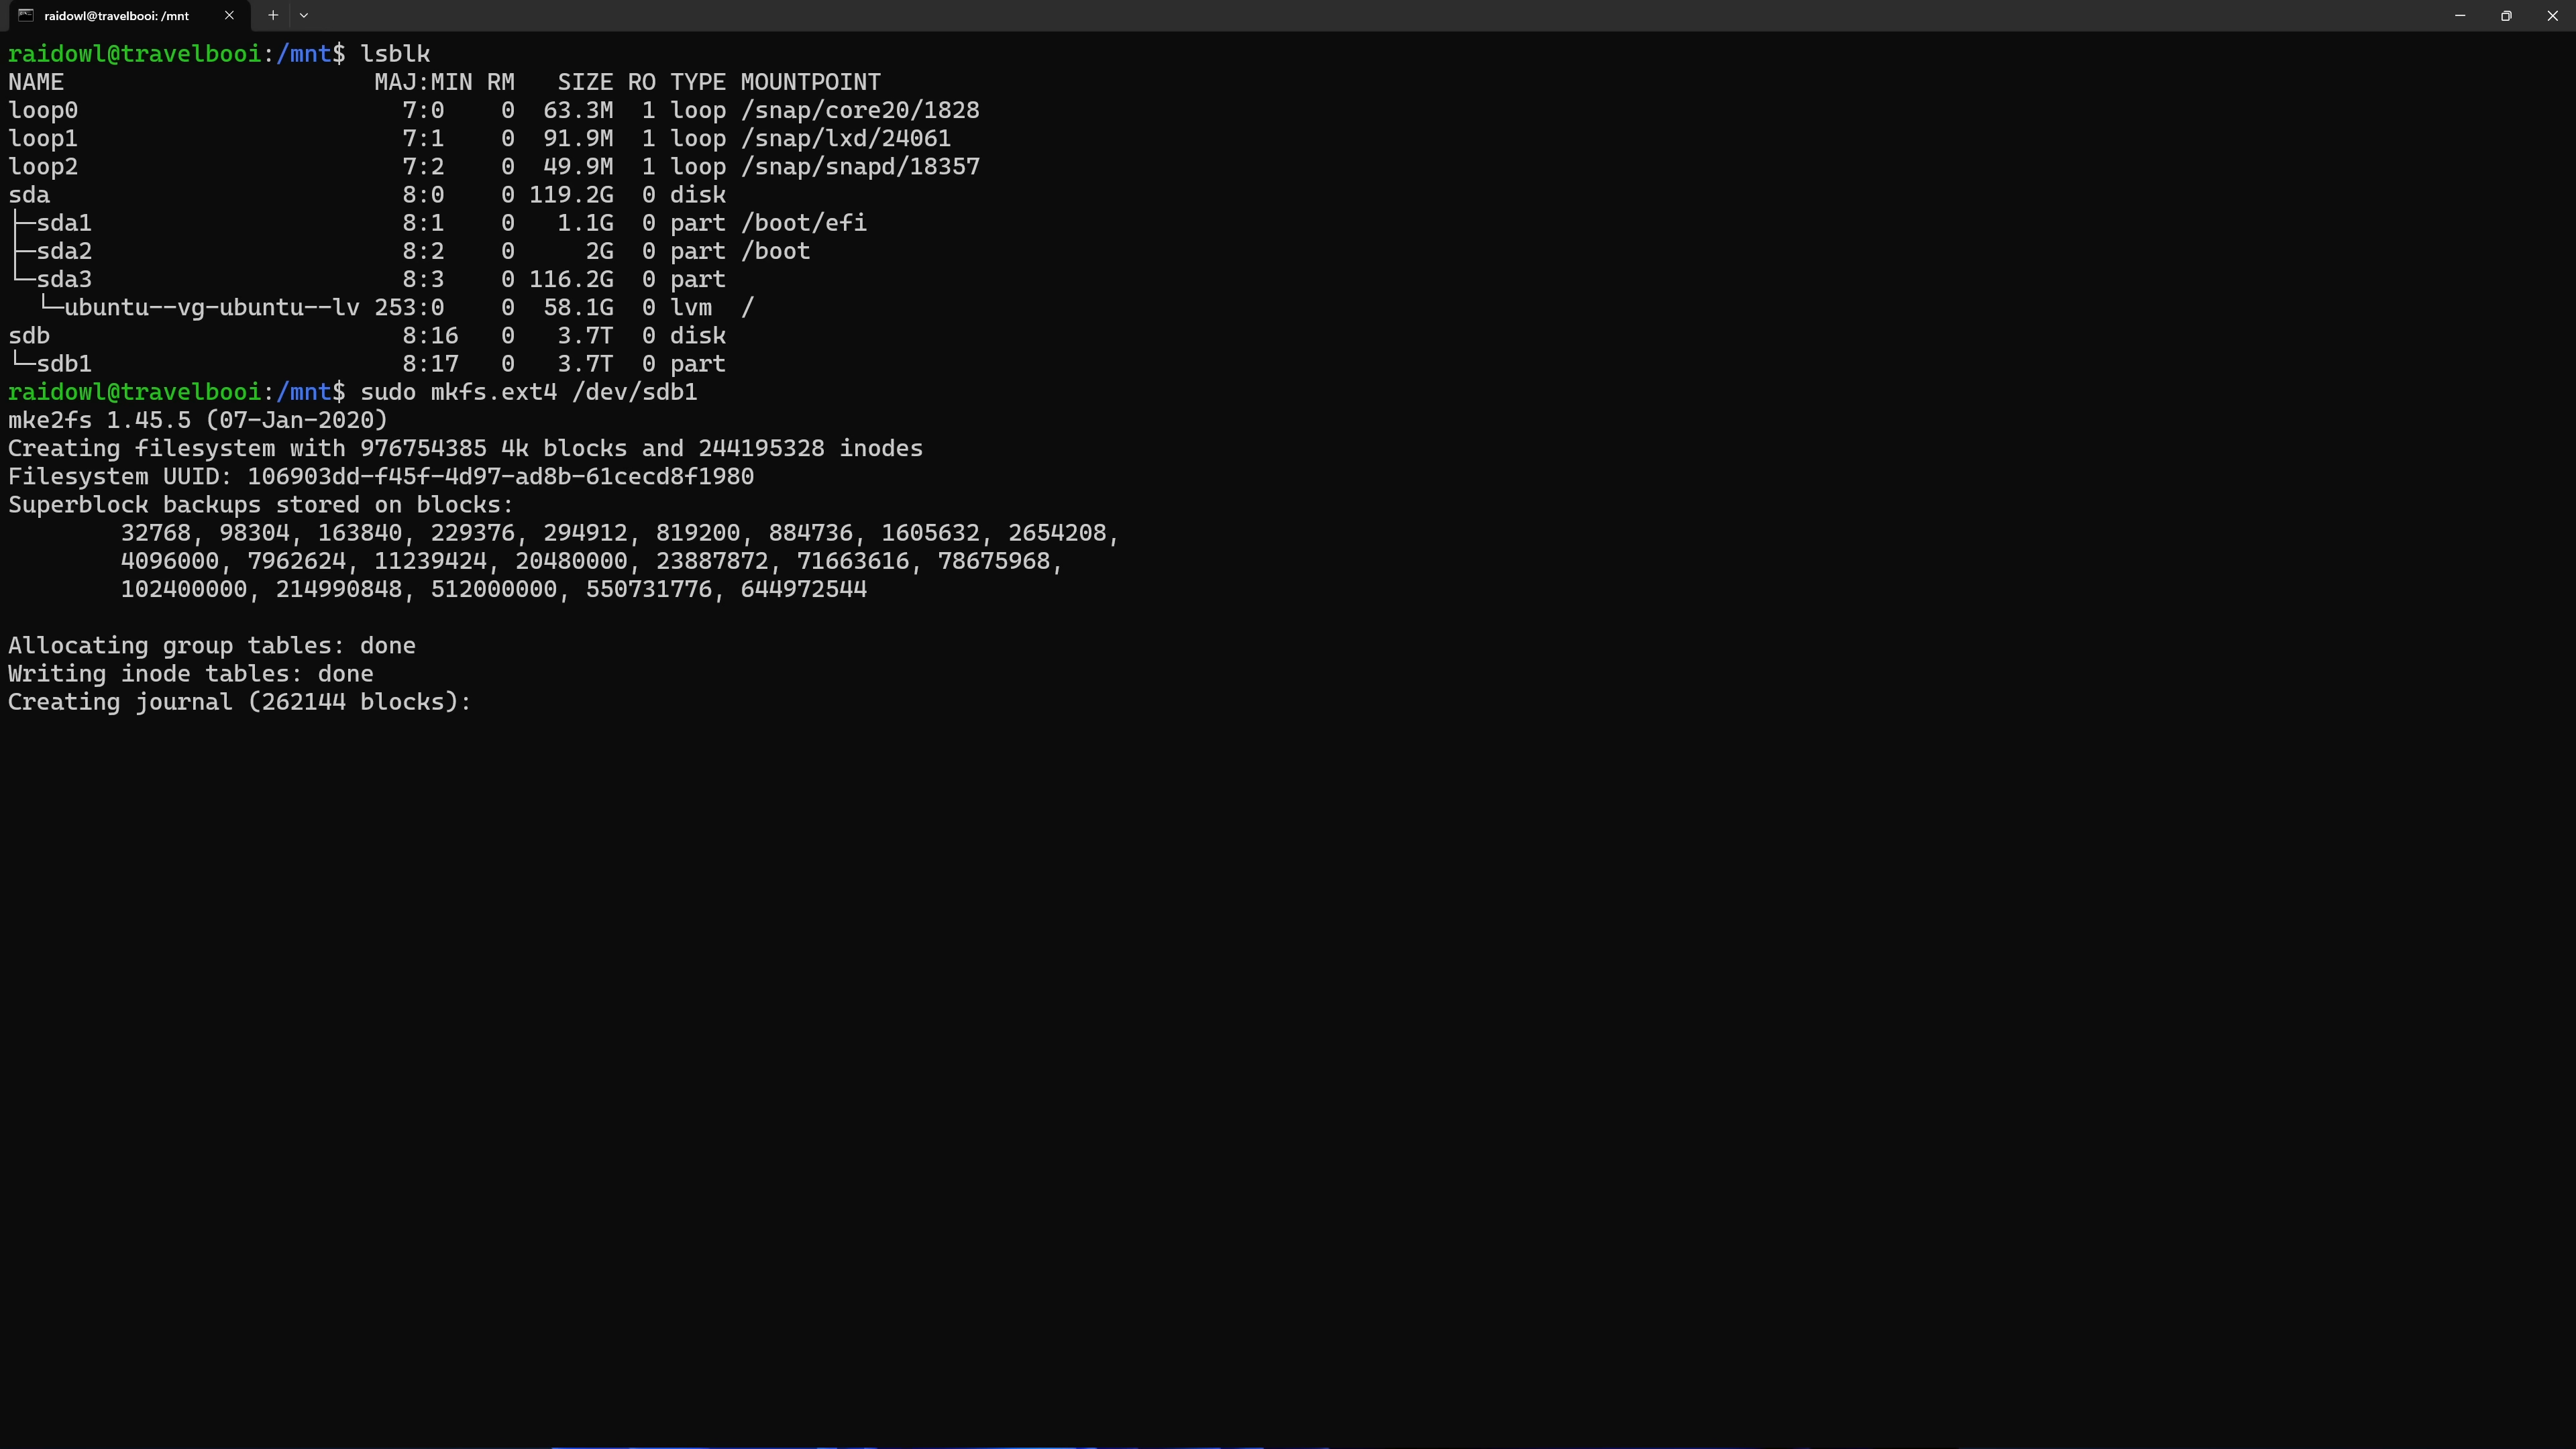 raidowl@travelbooi: /mnt
raidowl@travelbooi:/mnt$ lsblk
NAME                      MAJ:MIN RM   SIZE RO TYPE MOUNTPOINT
loop0                       7:0    0  63.3M  1 loop /snap/core20/1828
loop1                       7:1    0  91.9M  1 loop /snap/lxd/24061
loop2                       7:2    0  49.9M  1 loop /snap/snapd/18357
sda                         8:0    0 119.2G  0 disk
├─sda1                      8:1    0   1.1G  0 part /boot/efi
├─sda2                      8:2    0     2G  0 part /boot
└─sda3                      8:3    0 116.2G  0 part
  └─ubuntu--vg-ubuntu--lv 253:0    0  58.1G  0 lvm  /
sdb                         8:16   0   3.7T  0 disk
└─sdb1                      8:17   0   3.7T  0 part
raidowl@travelbooi:/mnt$ sudo mkfs.ext4 /dev/sdb1
mke2fs 1.45.5 (07-Jan-2020)
Creating filesystem with 976754385 4k blocks and 244195328 inodes
Filesystem UUID: 106903dd-f45f-4d97-ad8b-61cecd8f1980
Superblock backups stored on blocks:
        32768, 98304, 163840, 229376, 294912, 819200, 884736, 1605632, 2654208,
        4096000, 7962624, 11239424, 20480000, 23887872, 71663616, 78675968,
        102400000, 214990848, 512000000, 550731776, 644972544
Allocating group tables: done
Writing inode tables: done
Creating journal (262144 blocks):